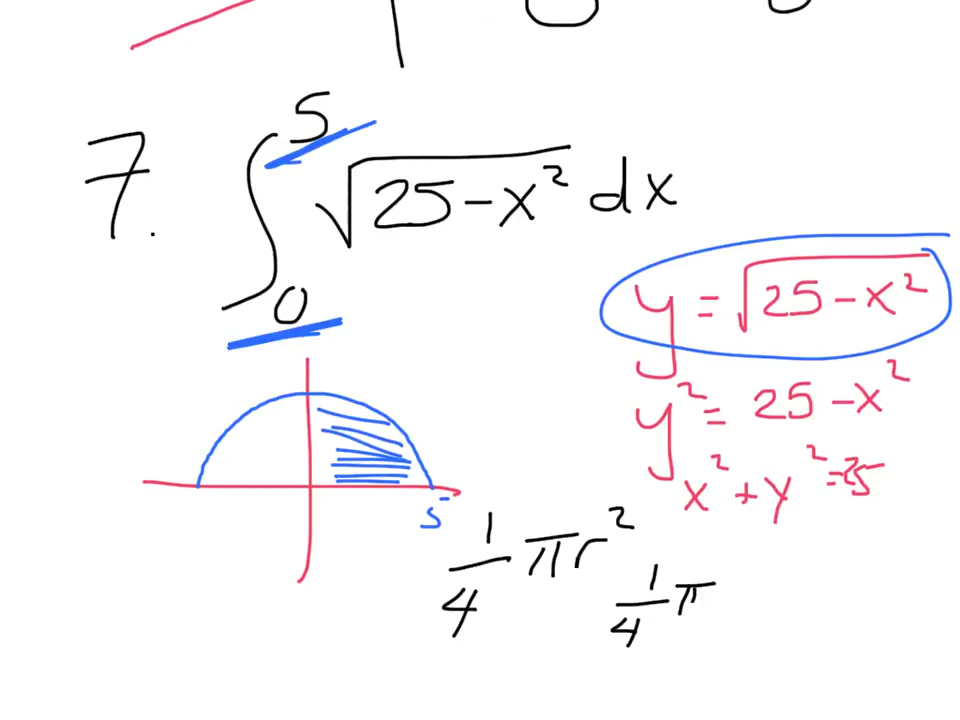 7. ∫₀⁵ √25-x² dx
y = √25-x²
y² = 25-x²
x² + y² = 25
5
1/4 πr²
1/4 π